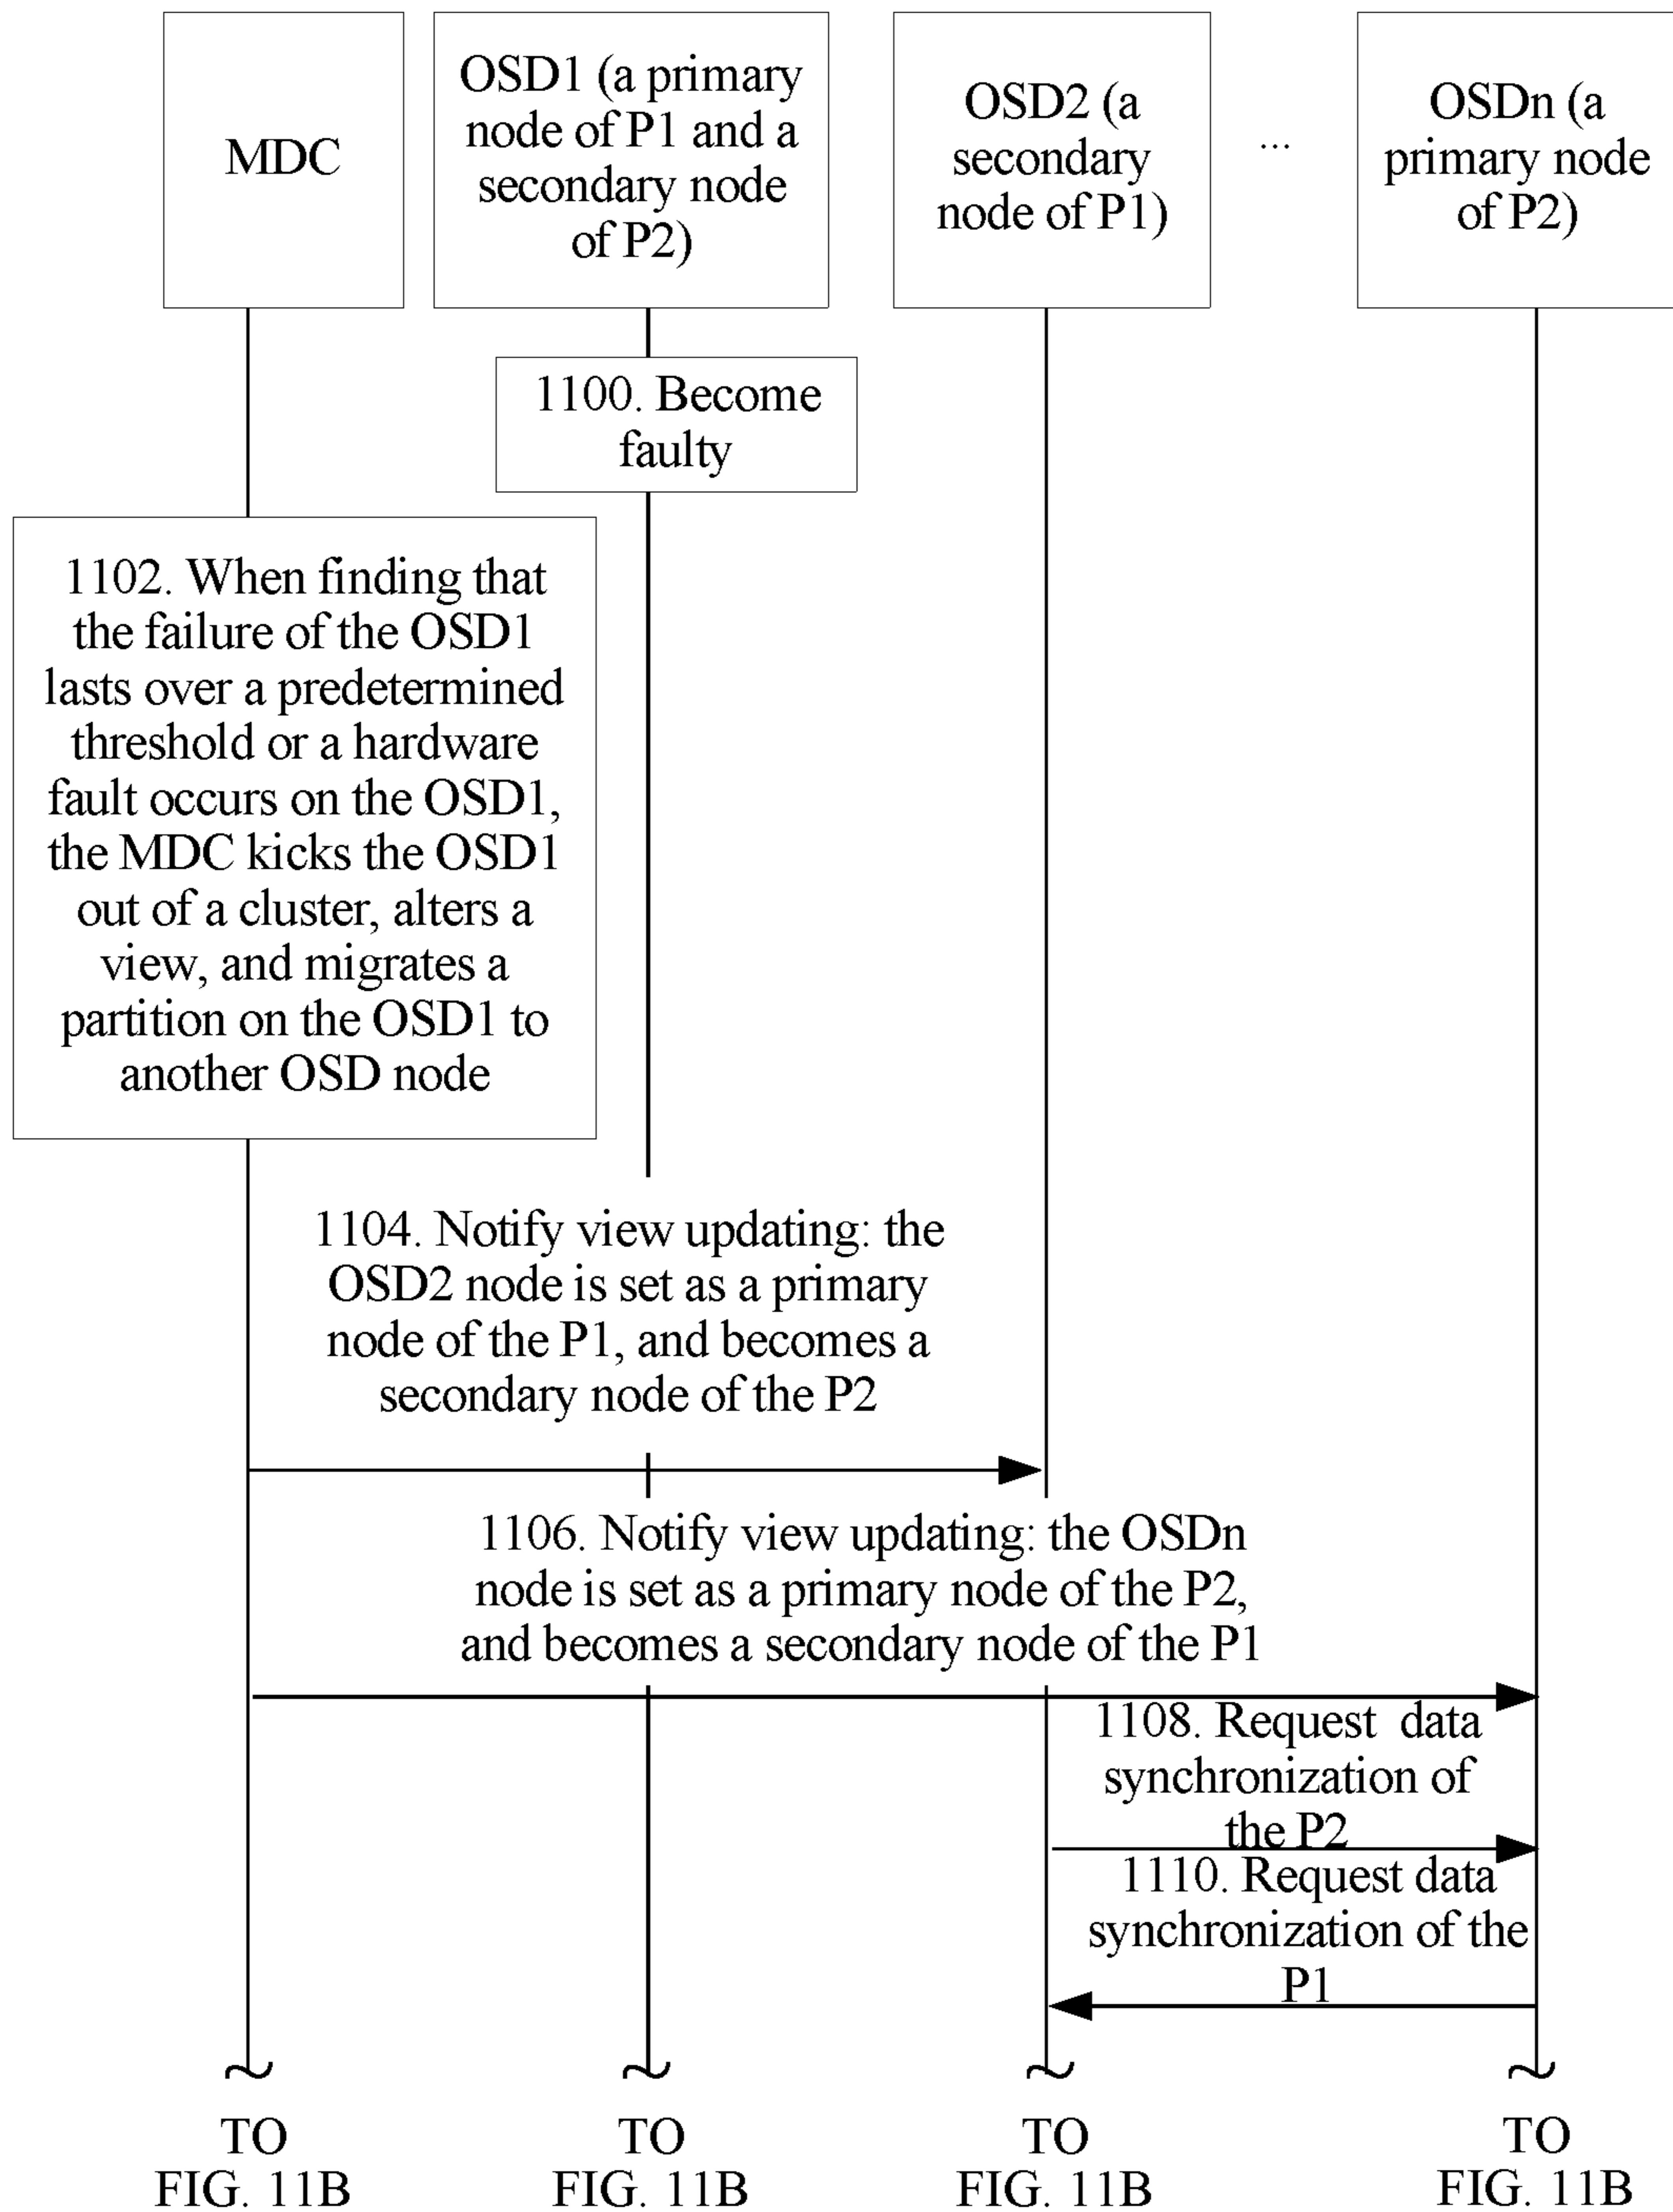 MDC
OSD1 (a primary
node of P1 and a
secondary node
of P2)
OSD2 (a
secondary
node of P1)
...
OSDn (a
primary node
of P2)
1100. Become
faulty
1102. When finding that
the failure of the OSD1
lasts over a predetermined
threshold or a hardware
fault occurs on the OSD1,
the MDC kicks the OSD1
out of a cluster, alters a
view, and migrates a
partition on the OSD1 to
another OSD node
1104. Notify view updating: the
OSD2 node is set as a primary
node of the P1, and becomes a
secondary node of the P2
1106. Notify view updating: the OSDn
node is set as a primary node of the P2,
and becomes a secondary node of the P1
1108. Request data
synchronization of
the P2
1110. Request data
synchronization of the
P1
TO
FIG. 11B
TO
FIG. 11B
TO
FIG. 11B
TO
FIG. 11B